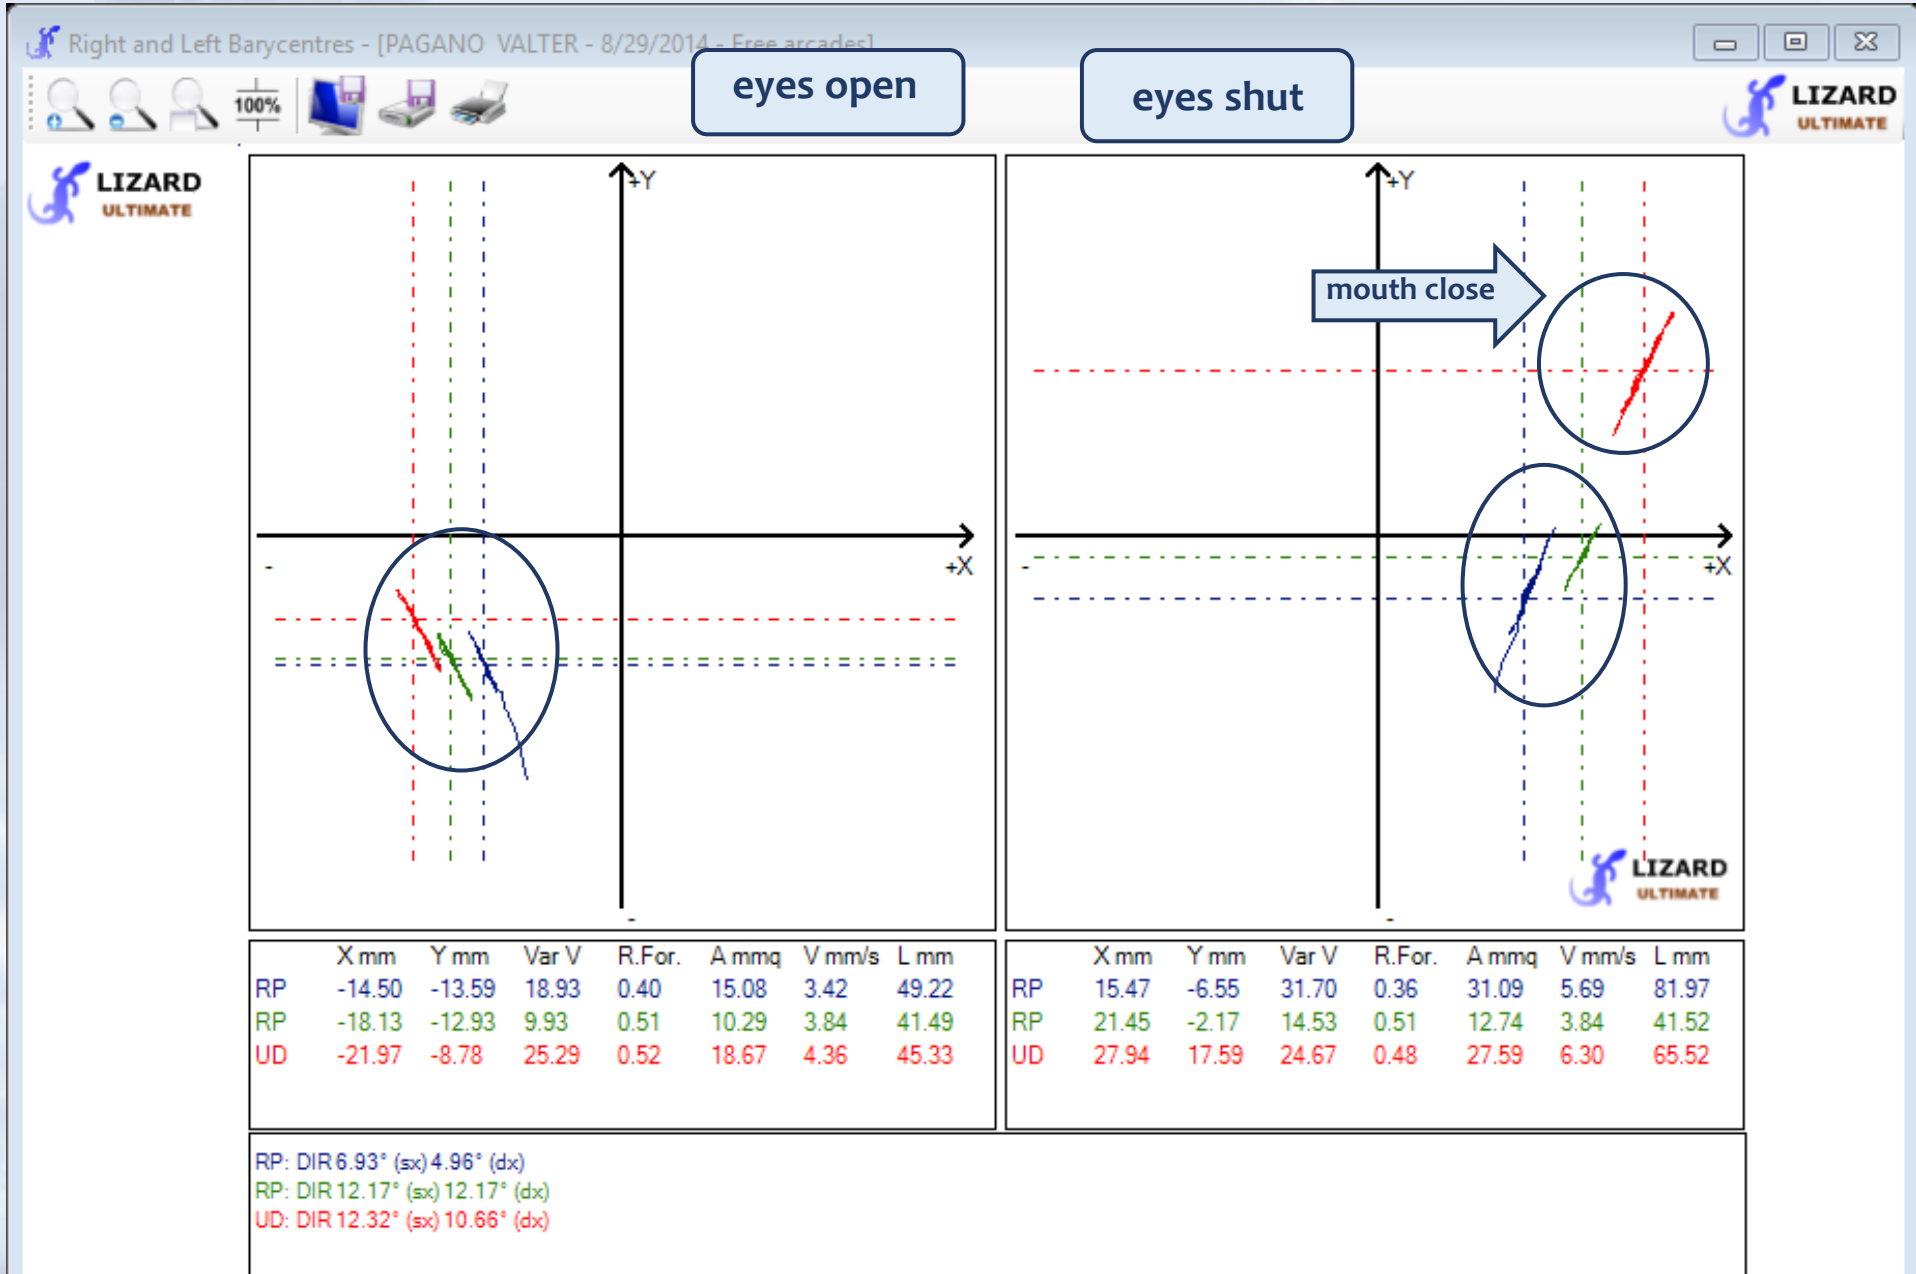 Right and Left Barycentres - [PAGANO VALTER - 8/29/2014 - Free arcades]
eyes open
eyes shut
100%
LIZARD
ULTIMATE
LIZARD
ULTIMATE
+Y
+Y
mouth close
-
+X
-
+X
LIZARD
ULTIMATE
-
-
X mm Y mm Var V R.For. A mmq V mm/s L mm
RP -14.50 -13.59 18.93 0.40 15.08 3.42 49.22
RP -18.13 -12.93 9.93 0.51 10.29 3.84 41.49
UD -21.97 -8.78 25.29 0.52 18.67 4.36 45.33
X mm Y mm Var V R.For. A mmq V mm/s L mm
RP 15.47 -6.55 31.70 0.36 31.09 5.69 81.97
RP 21.45 -2.17 14.53 0.51 12.74 3.84 41.52
UD 27.94 17.59 24.67 0.48 27.59 6.30 65.52
RP: DIR 6.93° (sx) 4.96° (dx)
RP: DIR 12.17° (sx) 12.17° (dx)
UD: DIR 12.32° (sx) 10.66° (dx)